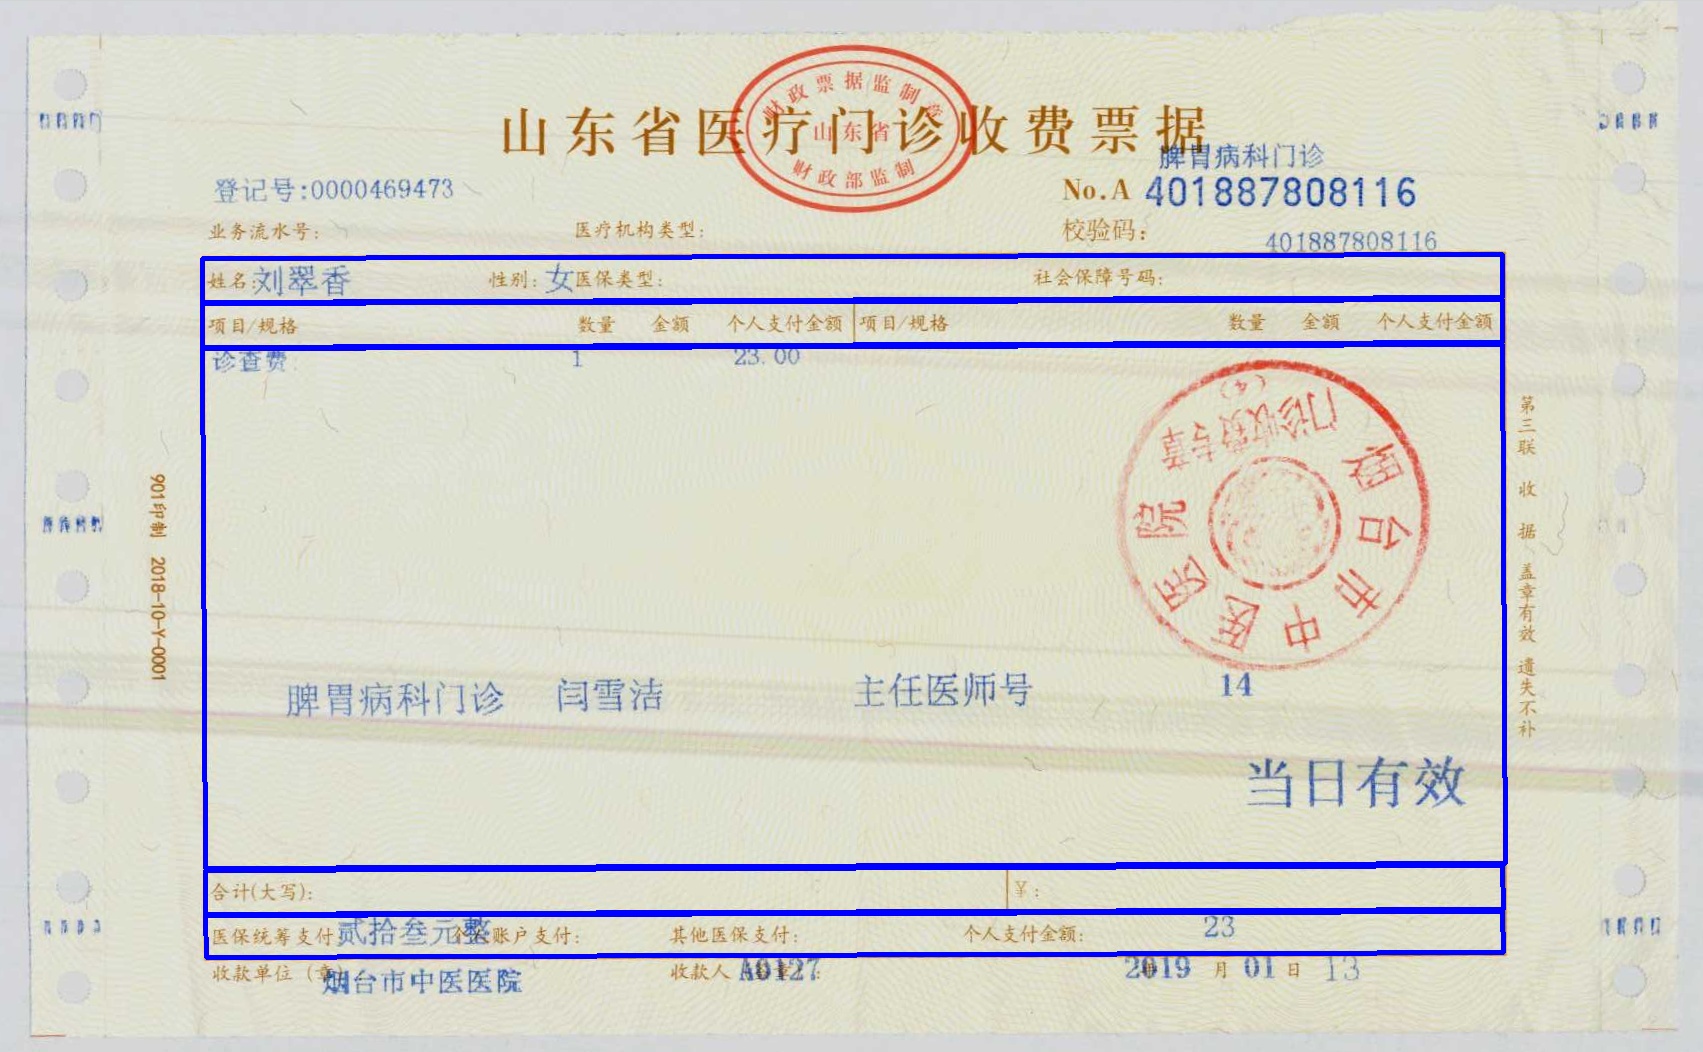 山东省医疗门诊收费票据
财政票据监制章
山东省
财政部监制
脾胃病科门诊
登记号:0000469473
No.A 401887808116
业务流水号:
医疗机构类型:
校验码:
401887808116
姓名:刘翠香 性别:女 医保类型: 社会保障号码:
项目/规格 数量 金额 个人支付金额 项目/规格 数量 金额 个人支付金额
诊查费 1 23.00
(4)
门诊收费专章
烟台市中医医院
脾胃病科门诊 闫雪洁 主任医师号 14
当日有效
合计(大写): ¥:
医保统筹支付 贰拾叁元整 个人账户支付: 其他医保支付: 个人支付金额: 23
收款单位(章) 烟台市中医医院 收款人 A0127 2019 月 01 日 13
901印制 2018-10-Y-0001
第三联 收 据 盖章有效 遗失不补